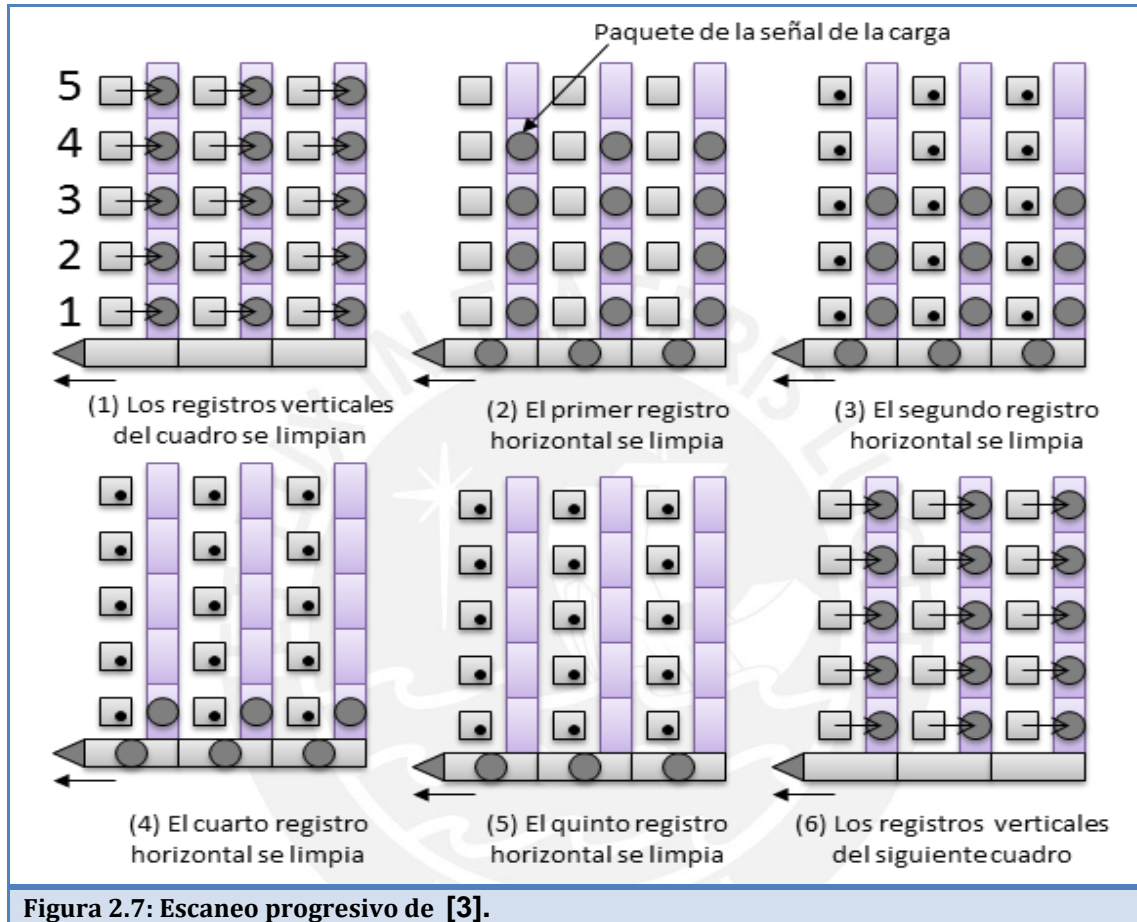 Paquete de la señal de la carga
5
4
3
2
1
(1) Los registros verticales
del cuadro se limpian
(2) El primer registro
horizontal se limpia
(3) El segundo registro
horizontal se limpia
(4) El cuarto registro
horizontal se limpia
(5) El quinto registro
horizontal se limpia
(6) Los registros verticales
del siguiente cuadro
Figura 2.7: Escaneo progresivo de [3].